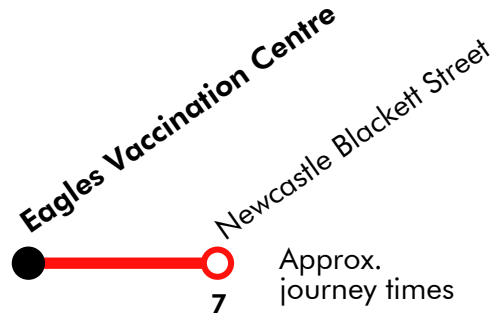 Eagles Vaccination Centre
Newcastle Blackett Street
7
Approx.
journey times